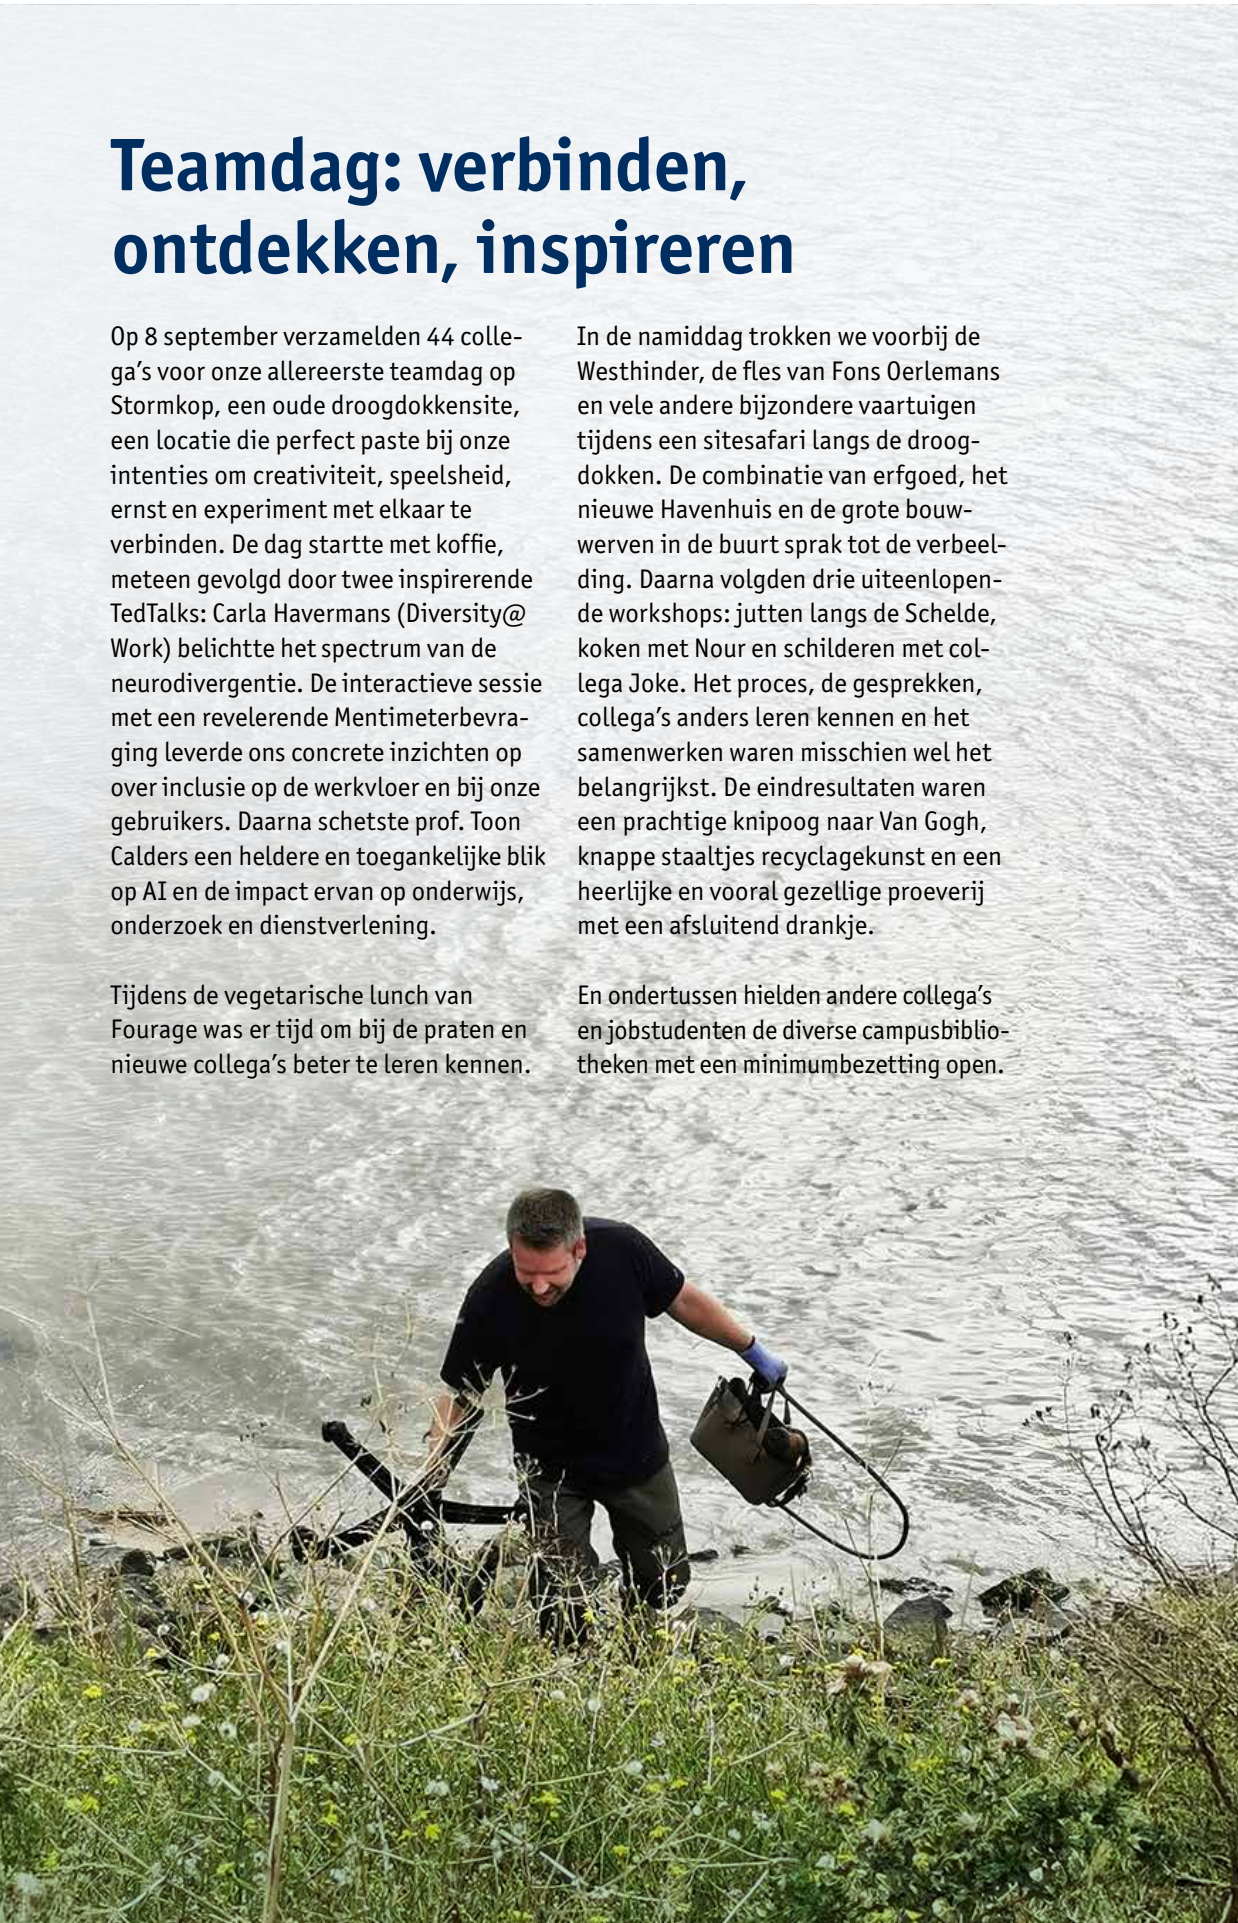 Teamdag: verbinden,
ontdekken, inspireren
Op 8 september verzamelden 44 colle-
ga's voor onze allereerste teamdag op
Stormkop, een oude droogdokkensite,
een locatie die perfect paste bij onze
intenties om creativiteit, speelsheid,
ernst en experiment met elkaar te
verbinden. De dag startte met koffie,
meteen gevolgd door twee inspirerende
TedTalks: Carla Havermans (Diversity@
Work) belichtte het spectrum van de
neurodivergentie. De interactieve sessie
met een revelerende Mentimeterbevra-
ging leverde ons concrete inzichten op
over inclusie op de werkvloer en bij onze
gebruikers. Daarna schetste prof. Toon
Calders een heldere en toegankelijke blik
op AI en de impact ervan op onderwijs,
onderzoek en dienstverlening.
Tijdens de vegetarische lunch van
Fourage was er tijd om bij de praten en
nieuwe collega's beter te leren kennen.
In de namiddag trokken we voorbij de
Westhinder, de fles van Fons Oerlemans
en vele andere bijzondere vaartuigen
tijdens een sitesafari langs de droog-
dokken. De combinatie van erfgoed, het
nieuwe Havenhuis en de grote bouw-
werven in de buurt sprak tot de verbeel-
ding. Daarna volgden drie uiteenlopen-
de workshops: jutten langs de Schelde,
koken met Nour en schilderen met col-
lega Joke. Het proces, de gesprekken,
collega's anders leren kennen en het
samenwerken waren misschien wel het
belangrijkst. De eindresultaten waren
een prachtige knipoog naar Van Gogh,
knappe staaltjes recyclagekunst en een
heerlijke en vooral gezellige proeverij
met een afsluitend drankje.
En ondertussen hielden andere collega's
en jobstudenten de diverse campusbiblio-
theken met een minimumbezetting open.